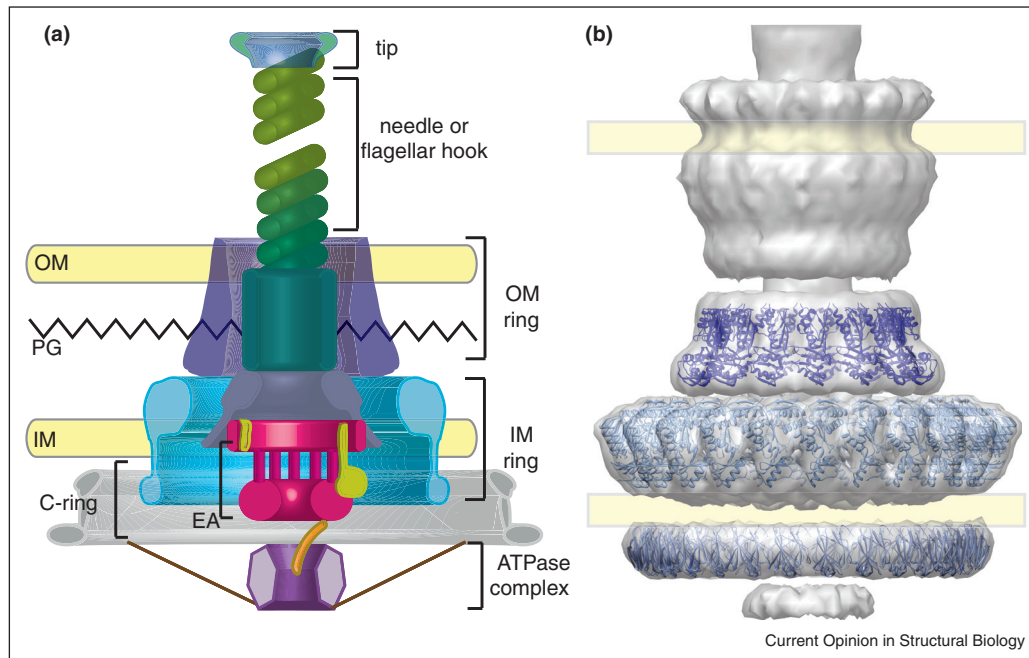 (a)
tip
needle or
flagellar hook
OM
OM
ring
PG
IM
IM
ring
C-ring
EA
ATPase
complex
(b)
Current Opinion in Structural Biology